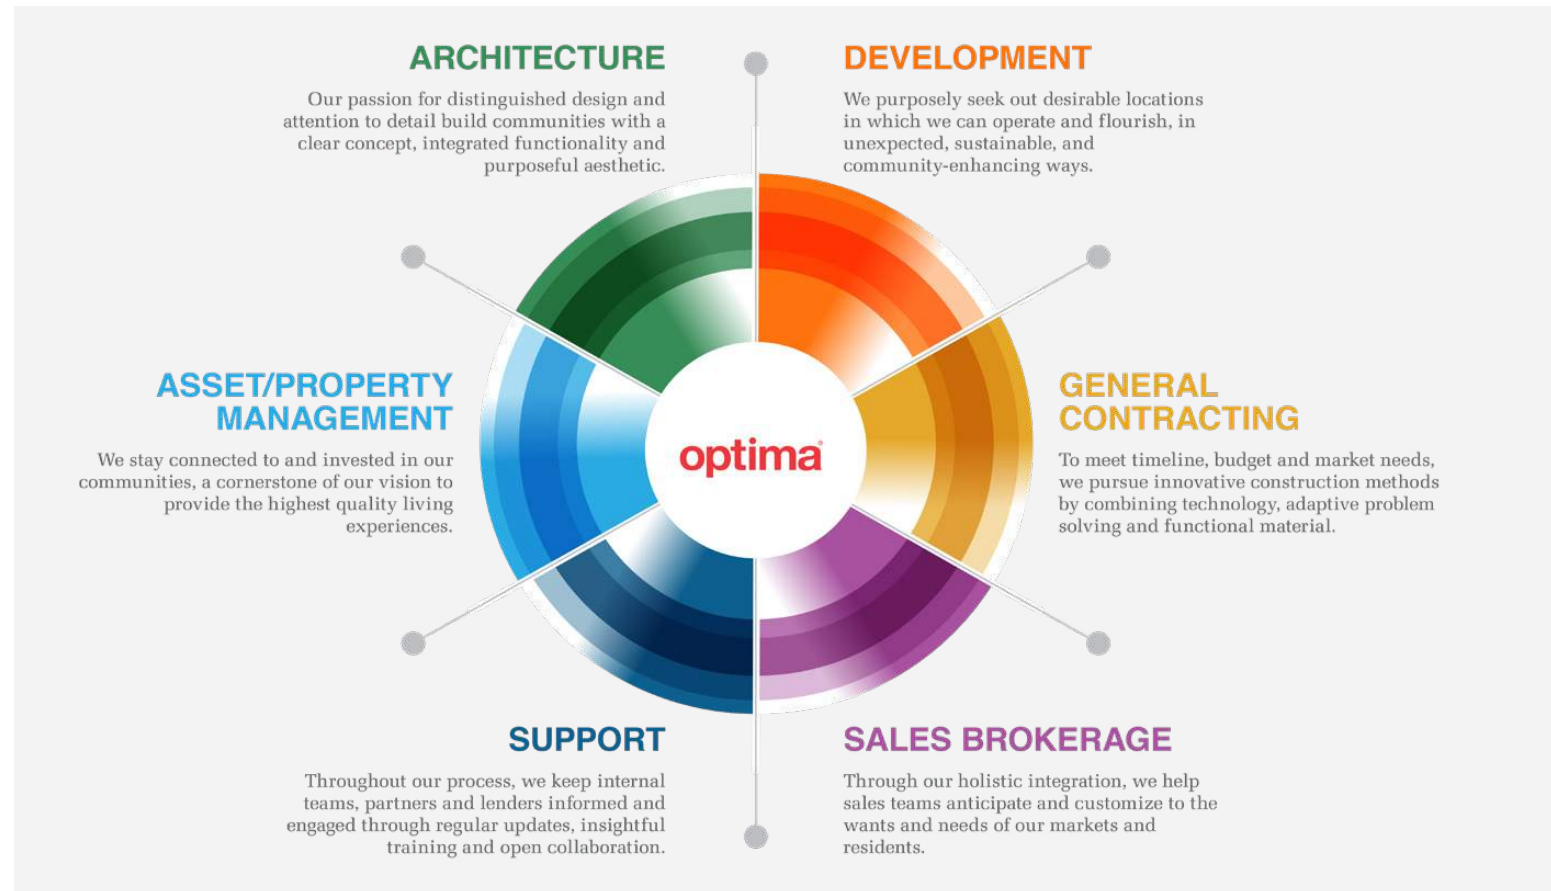 ARCHITECTURE
Our passion for distinguished design and
attention to detail build communities with a
clear concept, integrated functionality and
purposeful aesthetic.
DEVELOPMENT
We purposely seek out desirable locations
in which we can operate and flourish, in
unexpected, sustainable, and
community-enhancing ways.
ASSET/PROPERTY
MANAGEMENT
We stay connected to and invested in our
communities, a cornerstone of our vision to
provide the highest quality living
experiences.
optima®
GENERAL
CONTRACTING
To meet timeline, budget and market needs,
we pursue innovative construction methods
by combining technology, adaptive problem
solving and functional material.
SUPPORT
Throughout our process, we keep internal
teams, partners and lenders informed and
engaged through regular updates, insightful
training and open collaboration.
SALES BROKERAGE
Through our holistic integration, we help
sales teams anticipate and customize to the
wants and needs of our markets and
residents.